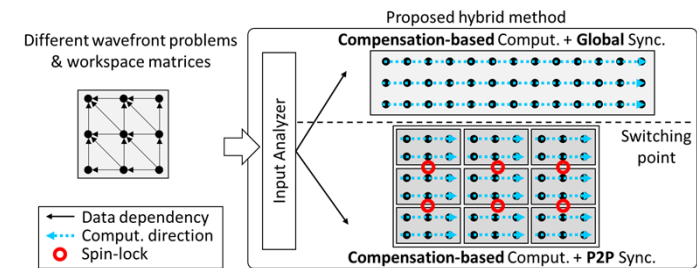 Proposed hybrid method
Different wavefront problems
& workspace matrices
Compensation-based Comput. + Global Sync.
Input Analyzer
Switching
point
Data dependency
Comput. direction
Spin-lock
Compensation-based Comput. + P2P Sync.